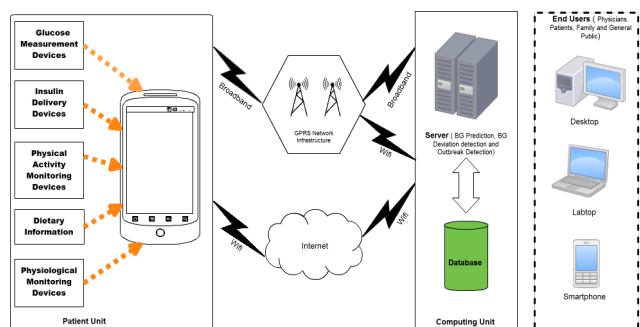 Glucose
Measurement
Devices
Insulin
Delivery
Devices
Physical
Activity
Monitoring
Devices
Dietary
Information
Physiological
Monitoring
Devices
Patient Unit
Broadband
GPRS Network
Infrastructure
Broadband
Wifi
Internet
Wifi
Wifi
Server ( BG Prediction, BG
Deviation detection and
Outbreak Detection)
Database
Computing Unit
End Users ( Physicians,
Patients, Family and General
Public)
Desktop
Labtop
Smartphone